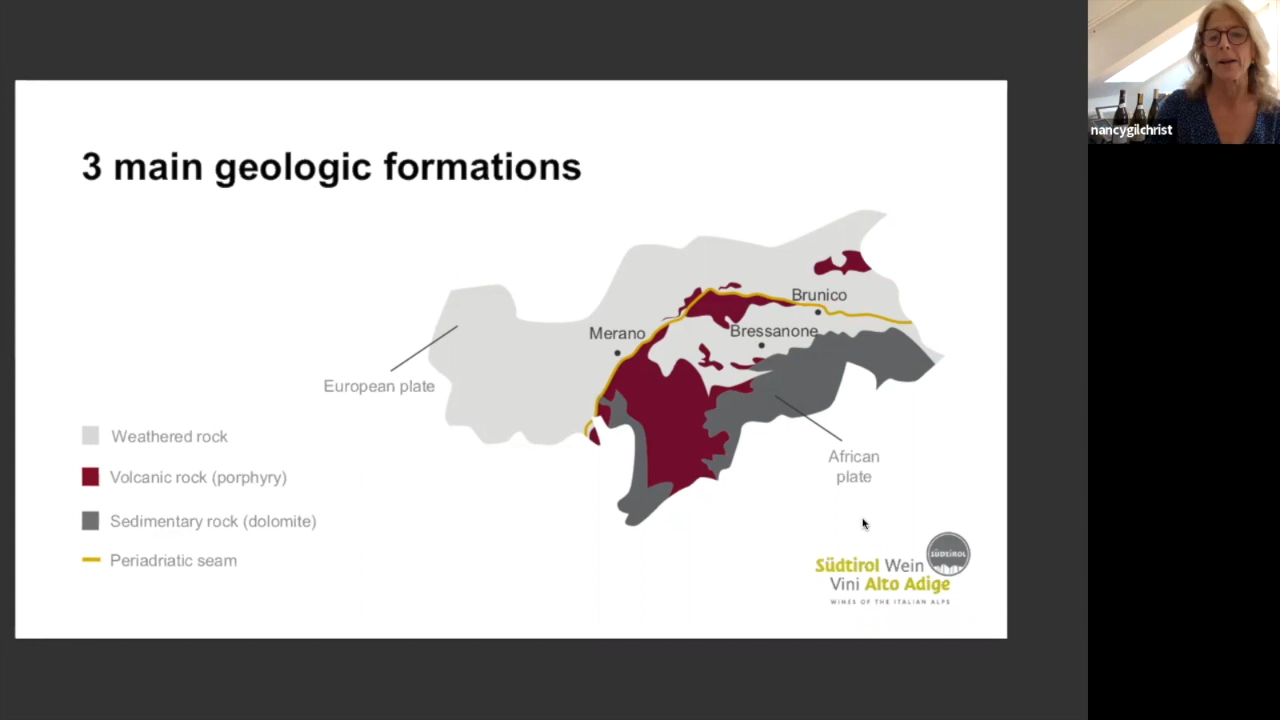 3 main geologic formations
Brunico
Merano
Bressanone
European plate
Weathered rock
Volcanic rock (porphyry)
African
plate
Sedimentary rock (dolomite)
Periadriatic seam
SÜDTIROL
Südtirol Wein
Vini Alto Adige
WINES OF THE ITALIAN ALPS
nancygilchrist